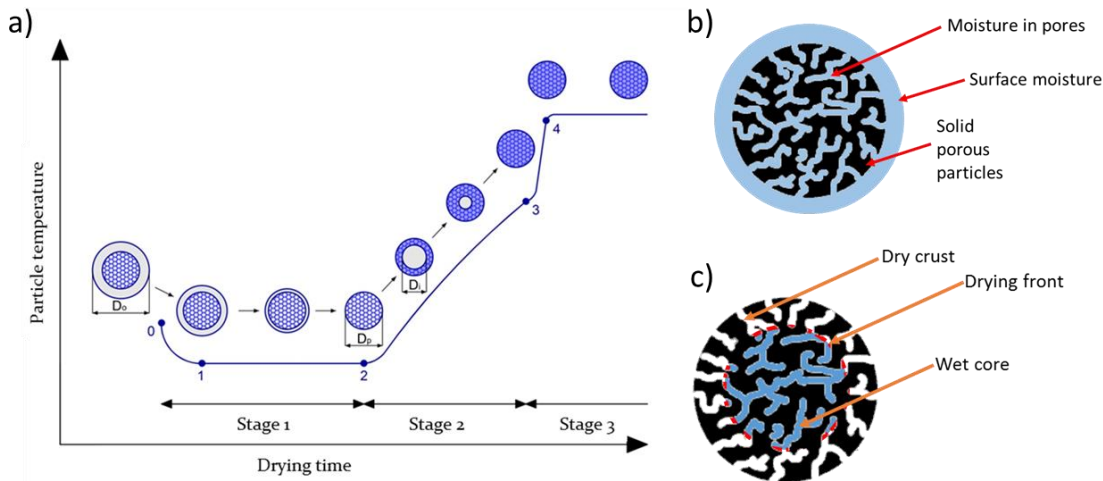 a)
Particle temperature
Dₒ
0
1
2
3
4
Dₚ
Dᵢ
Stage 1
Stage 2
Stage 3
Drying time
b)
Moisture in pores
Surface moisture
Solid
porous
particles
c)
Dry crust
Drying front
Wet core